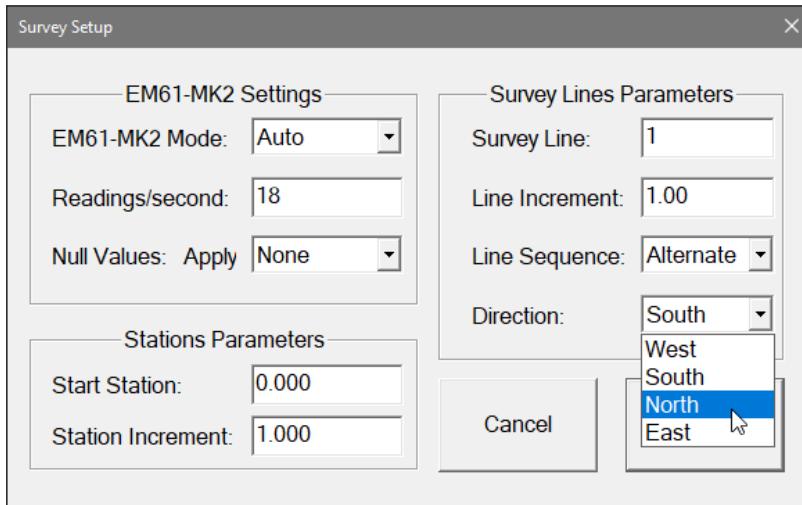 Survey Setup
EM61-MK2 Settings
EM61-MK2 Mode: Auto
Readings/second: 18
Null Values: Apply None
Stations Parameters
Start Station: 0.000
Station Increment: 1.000
Survey Lines Parameters
Survey Line: 1
Line Increment: 1.00
Line Sequence: Alternate
Direction: South
West
South
North
East
Cancel